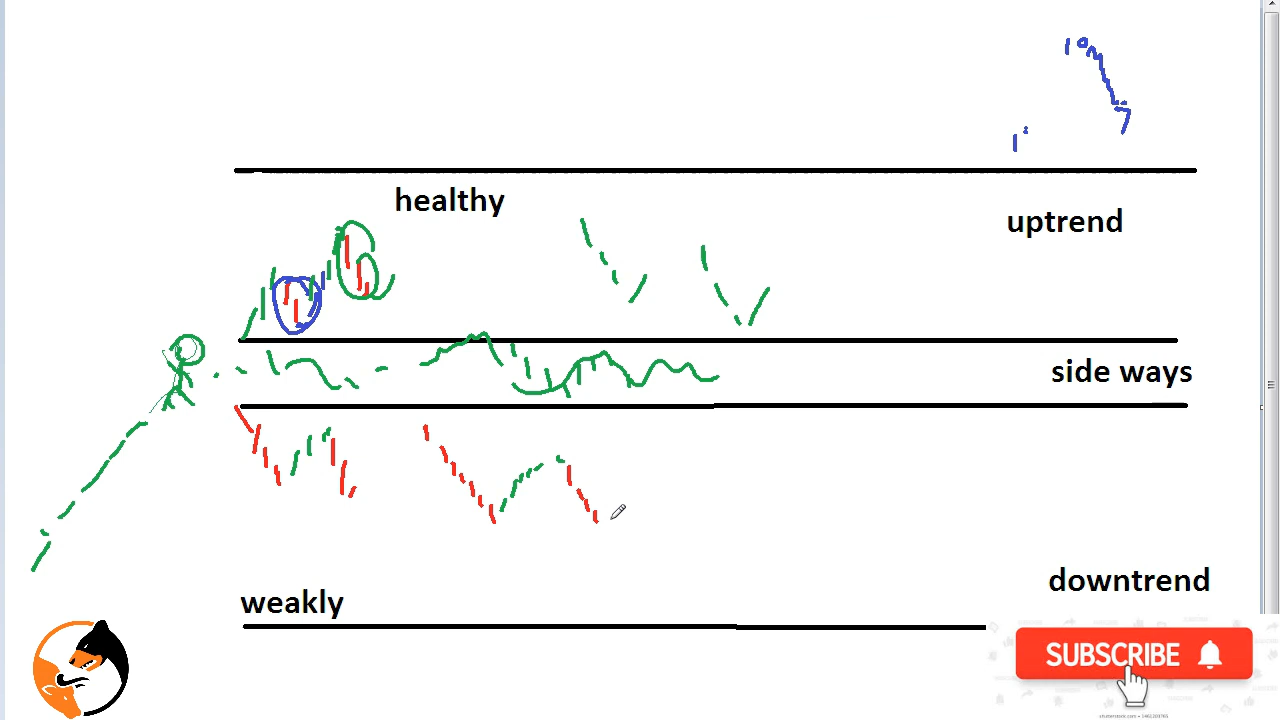 healthy
uptrend
side ways
downtrend
weakly
SUBSCRIBE